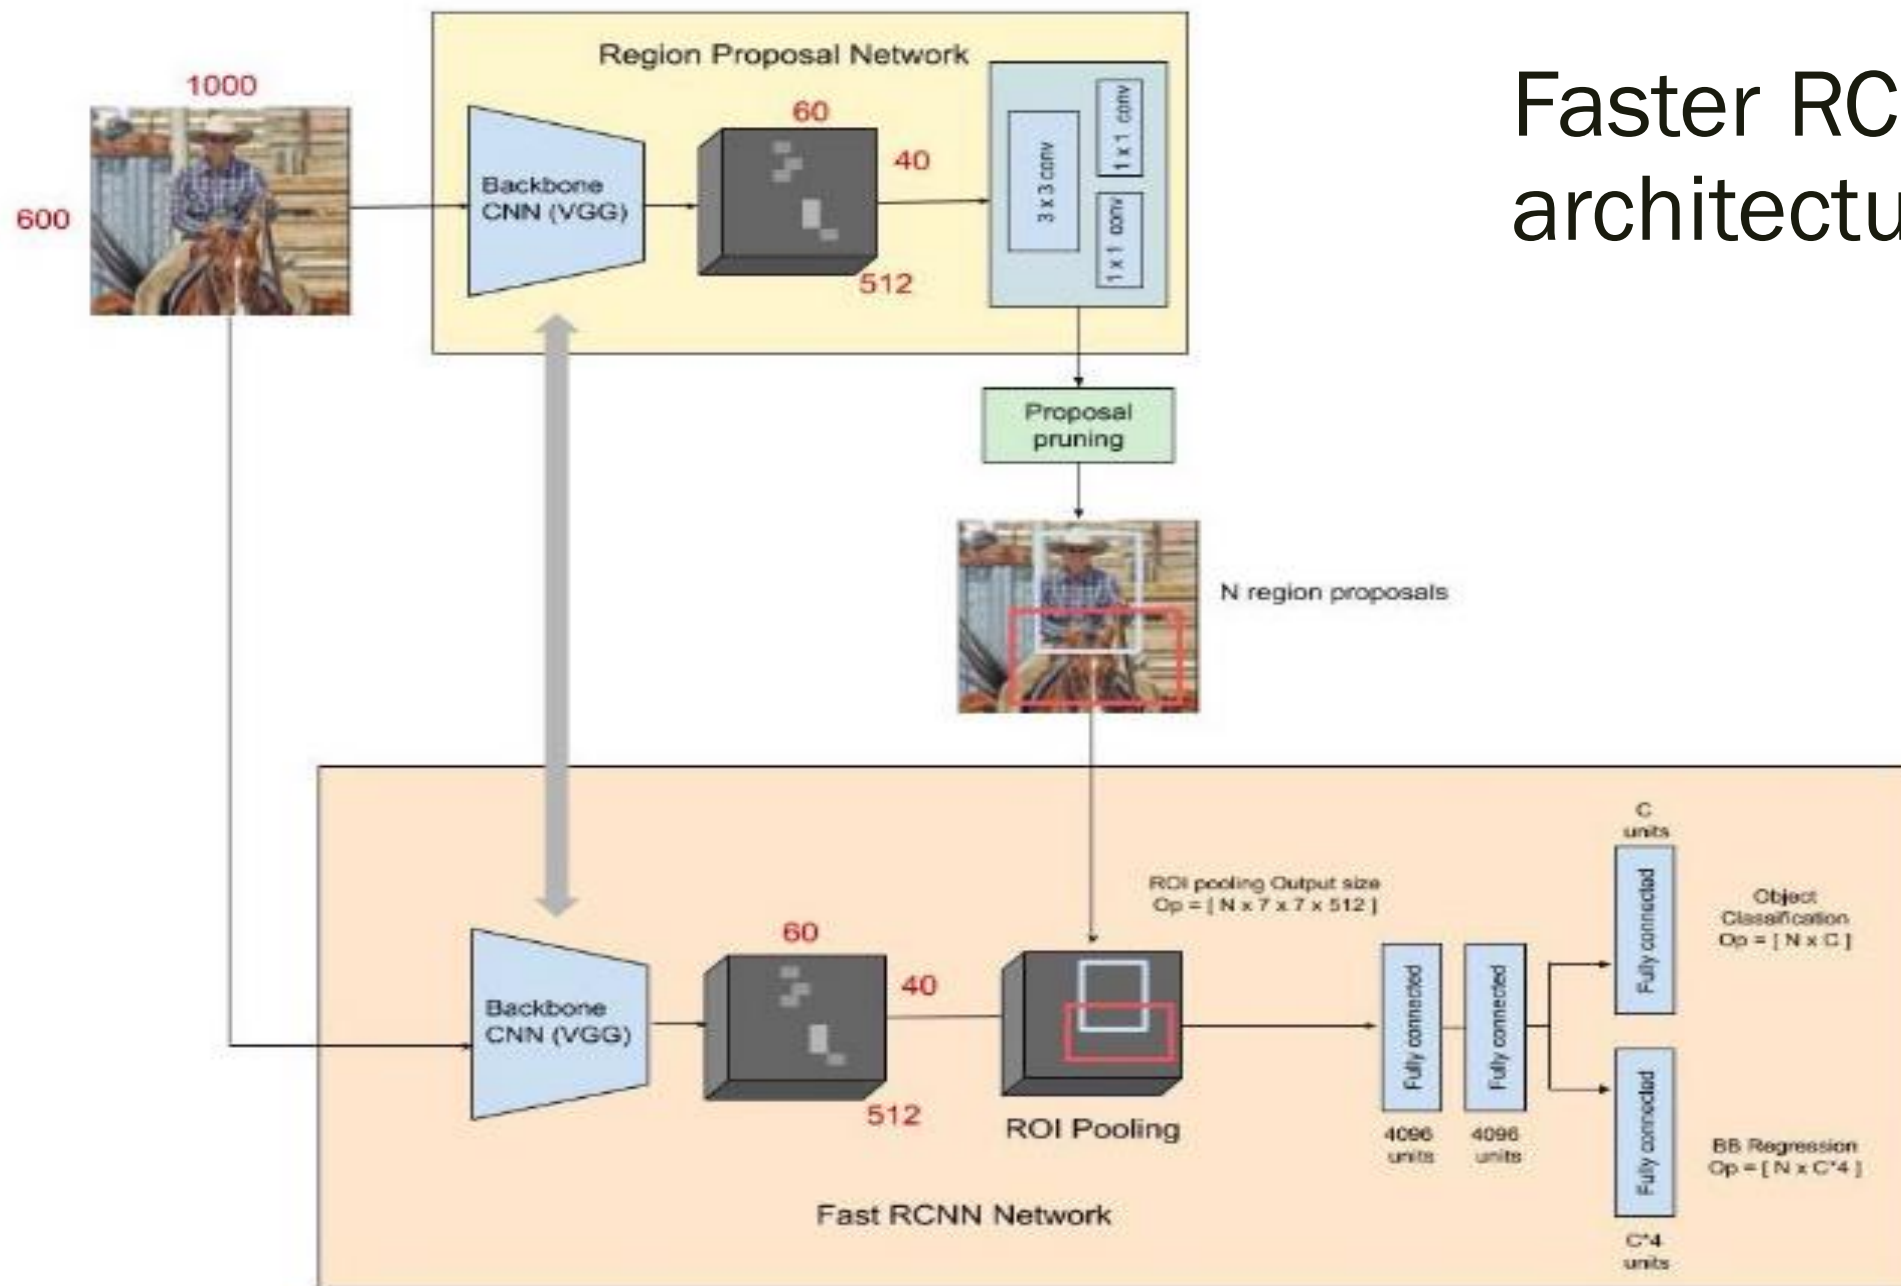 Faster RC
architectu
Region Proposal Network
1000
600
Backbone
CNN (VGG)
60
40
512
3 x 3 conv
1 x 1 conv
1 x 1 conv
Proposal
pruning
N region proposals
ROI pooling Output size
Op = [ N x 7 x 7 x 512 ]
Backbone
CNN (VGG)
60
40
512
ROI Pooling
Fully connected
4096
units
Fully connected
4096
units
C
units
Fully connected
Object
Classification
Op = [ N x C ]
Fully connected
C*4
units
BB Regression
Op = [ N x C*4 ]
Fast RCNN Network